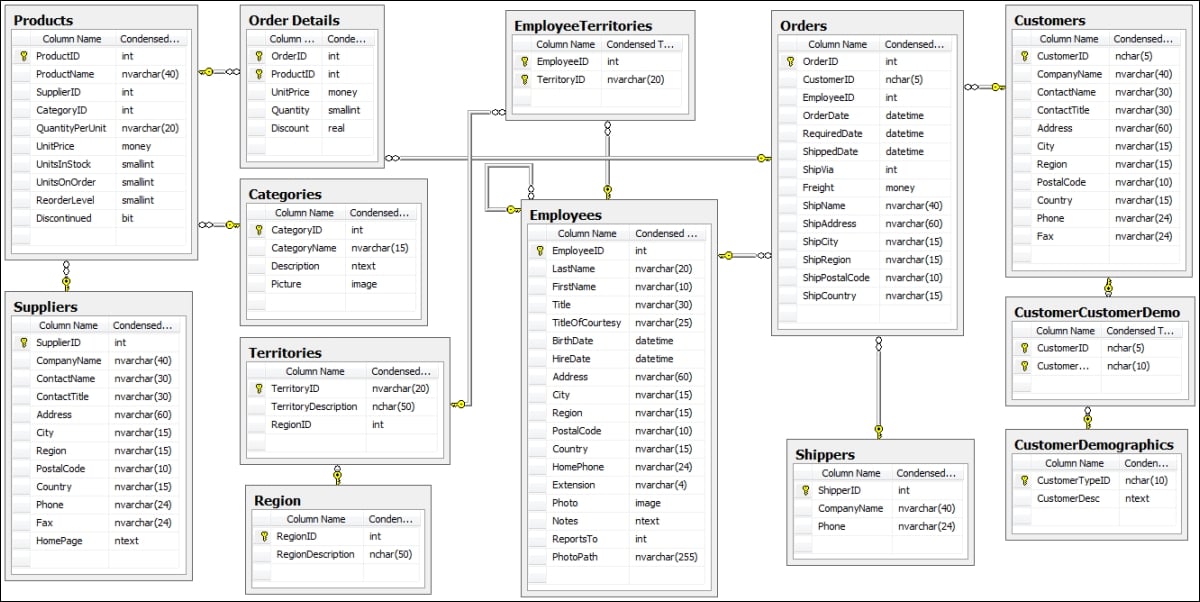 Products
Column Name Condensed...
ProductID int
ProductName nvarchar(40)
SupplierID int
CategoryID int
QuantityPerUnit nvarchar(20)
UnitPrice money
UnitsInStock smallint
UnitsOnOrder smallint
ReorderLevel smallint
Discontinued bit
Order Details
Column ... Conde...
OrderID int
ProductID int
UnitPrice money
Quantity smallint
Discount real
EmployeeTerritories
Column Name Condensed T...
EmployeeID int
TerritoryID nvarchar(20)
Orders
Column Name Condensed...
OrderID int
CustomerID nchar(5)
EmployeeID int
OrderDate datetime
RequiredDate datetime
ShippedDate datetime
ShipVia int
Freight money
ShipName nvarchar(40)
ShipAddress nvarchar(60)
ShipCity nvarchar(15)
ShipRegion nvarchar(15)
ShipPostalCode nvarchar(10)
ShipCountry nvarchar(15)
Customers
Column Name Condensed...
CustomerID nchar(5)
CompanyName nvarchar(40)
ContactName nvarchar(30)
ContactTitle nvarchar(30)
Address nvarchar(60)
City nvarchar(15)
Region nvarchar(15)
PostalCode nvarchar(10)
Country nvarchar(15)
Phone nvarchar(24)
Fax nvarchar(24)
Categories
Column Name Condensed...
CategoryID int
CategoryName nvarchar(15)
Description ntext
Picture image
Employees
Column Name Condensed ...
EmployeeID int
LastName nvarchar(20)
FirstName nvarchar(10)
Title nvarchar(30)
TitleOfCourtesy nvarchar(25)
BirthDate datetime
HireDate datetime
Address nvarchar(60)
City nvarchar(15)
Region nvarchar(15)
PostalCode nvarchar(10)
Country nvarchar(15)
HomePhone nvarchar(24)
Extension nvarchar(4)
Photo image
Notes ntext
ReportsTo int
PhotoPath nvarchar(255)
Suppliers
Column Name Condensed...
SupplierID int
CompanyName nvarchar(40)
ContactName nvarchar(30)
ContactTitle nvarchar(30)
Address nvarchar(60)
City nvarchar(15)
Region nvarchar(15)
PostalCode nvarchar(10)
Country nvarchar(15)
Phone nvarchar(24)
Fax nvarchar(24)
HomePage ntext
Territories
Column Name Condensed...
TerritoryID nvarchar(20)
TerritoryDescription nchar(50)
RegionID int
Region
Column Name Conden...
RegionID int
RegionDescription nchar(50)
Shippers
Column Name Condensed...
ShipperID int
CompanyName nvarchar(40)
Phone nvarchar(24)
CustomerCustomerDemo
Column Name Condensed T...
CustomerID nchar(5)
Customer... nchar(10)
CustomerDemographics
Column Name Conden...
CustomerTypeID nchar(10)
CustomerDesc ntext